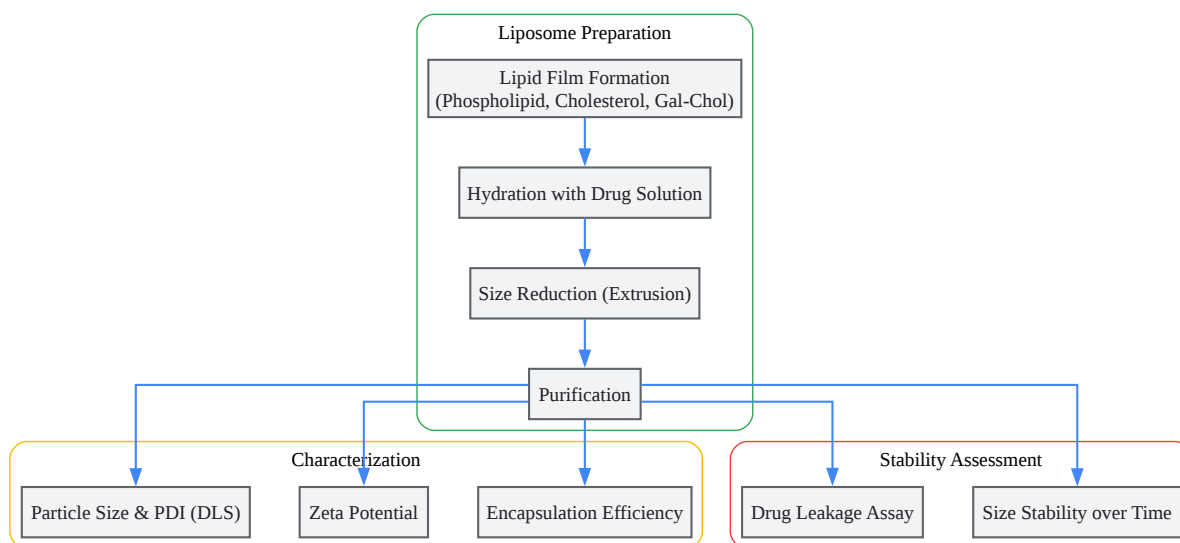 Liposome Preparation
Lipid Film Formation
(Phospholipid, Cholesterol, Gal-Chol)
Hydration with Drug Solution
Size Reduction (Extrusion)
Purification
Characterization
Particle Size & PDI (DLS)
Zeta Potential
Encapsulation Efficiency
Stability Assessment
Drug Leakage Assay
Size Stability over Time